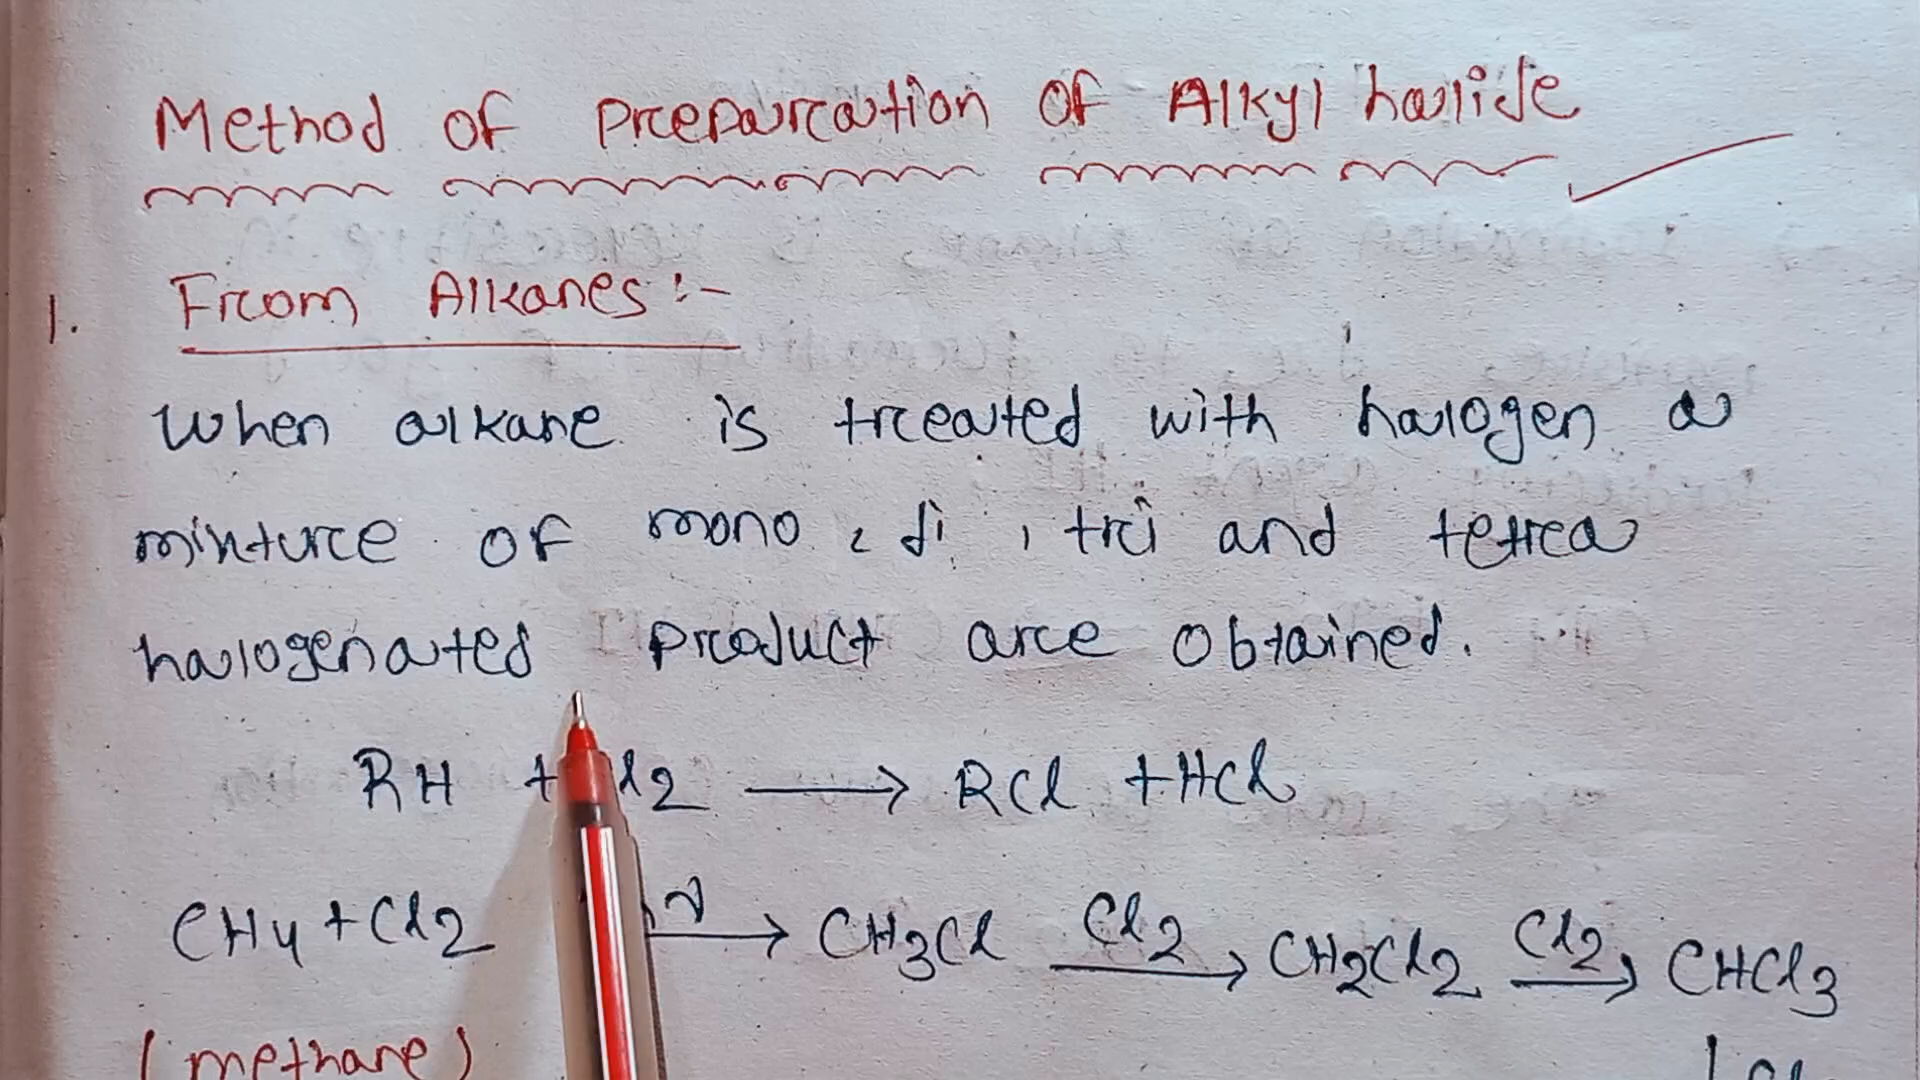 Method of Preparation of Alkyl halide
1. From Alkanes :-
When alkane is treated with halogen a
mixture of mono, di, tri and tetra
halogenated product are obtained.
RH + Cl2 → RCl + HCl
CH4 + Cl2 hν → CH3Cl Cl2 → CH2Cl2 Cl2 → CHCl3
(methane)